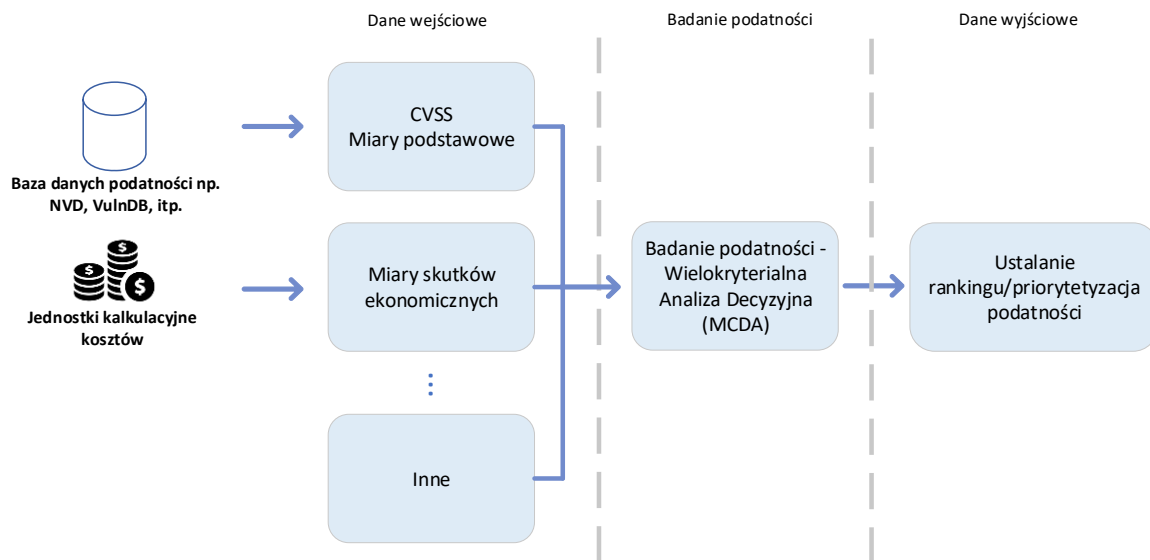 Dane wejściowe
Badanie podatności
Dane wyjściowe
CVSS
Miary podstawowe
Baza danych podatności np.
NVD, VulnDB, itp.
Miary skutków
ekonomicznych
Jednostki kalkulacyjne
kosztów
Badanie podatności -
Wielokryterialna
Analiza Decyzyjna
(MCDA)
Ustalanie
rankingu/priorytetyzacja
podatności
Inne